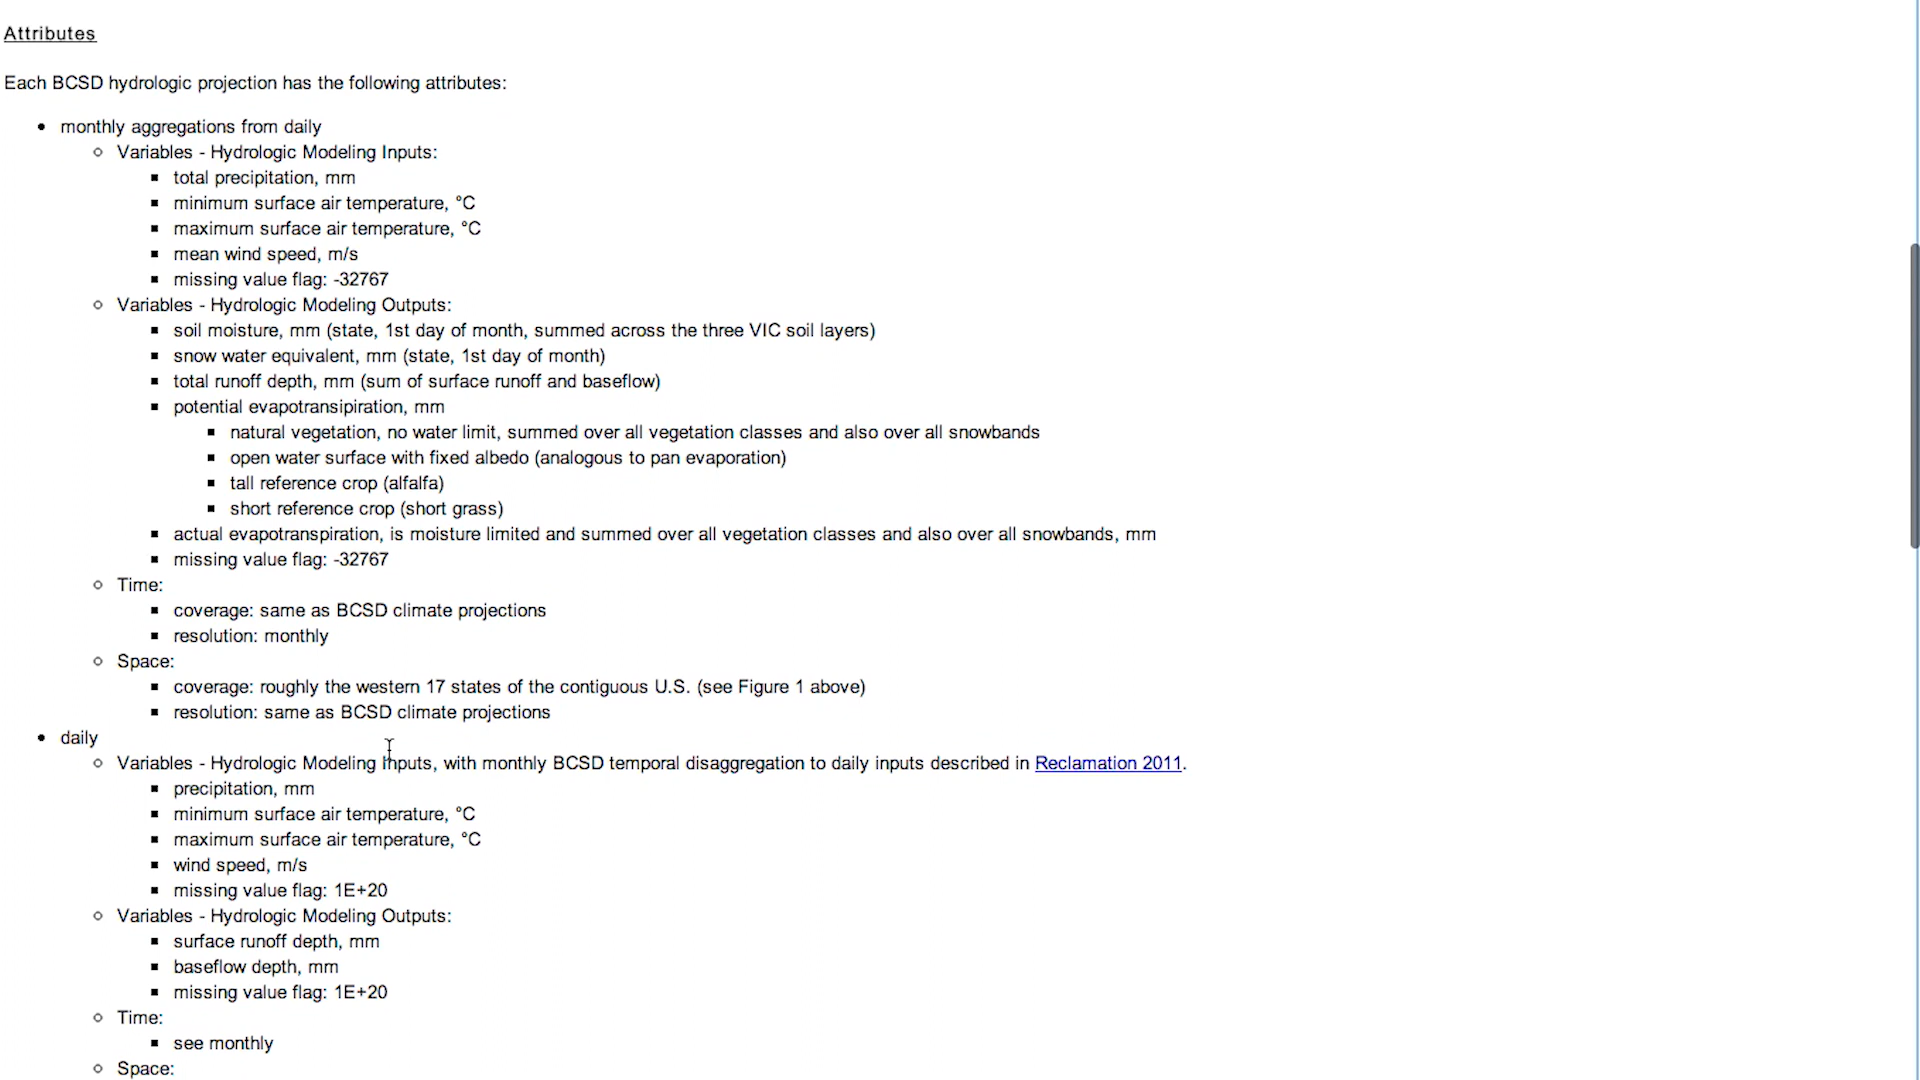 Attributes
Each BCSD hydrologic projection has the following attributes:
monthly aggregations from daily
Variables - Hydrologic Modeling Inputs:
total precipitation, mm
minimum surface air temperature, °C
maximum surface air temperature, °C
mean wind speed, m/s
missing value flag: -32767
Variables - Hydrologic Modeling Outputs:
soil moisture, mm (state, 1st day of month, summed across the three VIC soil layers)
snow water equivalent, mm (state, 1st day of month)
total runoff depth, mm (sum of surface runoff and baseflow)
potential evapotransipiration, mm
natural vegetation, no water limit, summed over all vegetation classes and also over all snowbands
open water surface with fixed albedo (analogous to pan evaporation)
tall reference crop (alfalfa)
short reference crop (short grass)
actual evapotranspiration, is moisture limited and summed over all vegetation classes and also over all snowbands, mm
missing value flag: -32767
Time:
coverage: same as BCSD climate projections
resolution: monthly
Space:
coverage: roughly the western 17 states of the contiguous U.S. (see Figure 1 above)
resolution: same as BCSD climate projections
daily
Variables - Hydrologic Modeling Inputs, with monthly BCSD temporal disaggregation to daily inputs described in Reclamation 2011.
precipitation, mm
minimum surface air temperature, °C
maximum surface air temperature, °C
wind speed, m/s
missing value flag: 1E+20
Variables - Hydrologic Modeling Outputs:
surface runoff depth, mm
baseflow depth, mm
missing value flag: 1E+20
Time:
see monthly
Space: